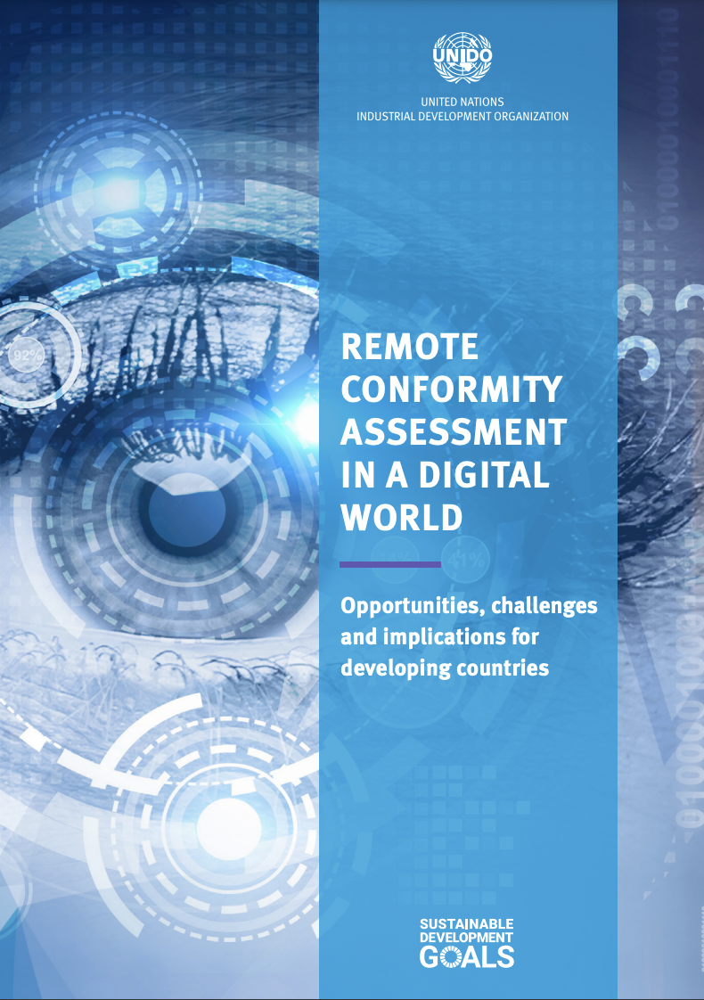 UNIDO
UNITED NATIONS
INDUSTRIAL DEVELOPMENT ORGANIZATION
92%
REMOTE
CONFORMITY
ASSESSMENT
IN A DIGITAL
WORLD
41%
Opportunities, challenges
and implications for
developing countries
SUSTAINABLE
DEVELOPMENT
GOALS